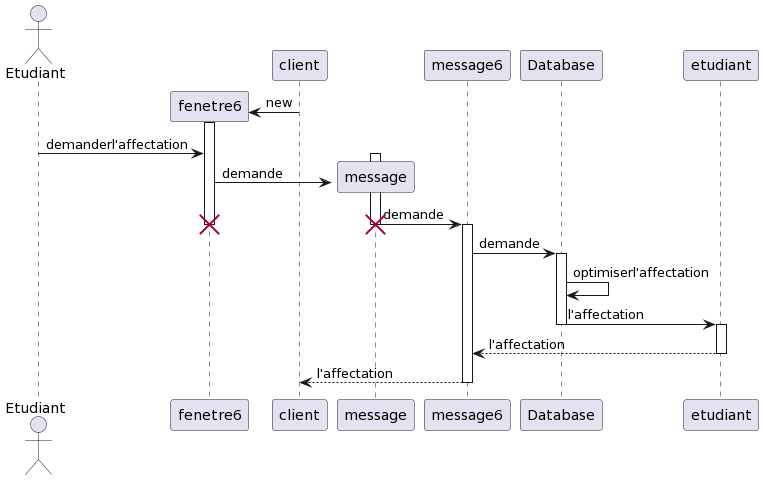 Etudiant
client
message6
Database
etudiant
fenetre6
new
demanderl'affectation
demande
message
demande
demande
optimiserl'affectation
l'affectation
l'affectation
l'affectation
Etudiant
fenetre6
client
message
message6
Database
etudiant